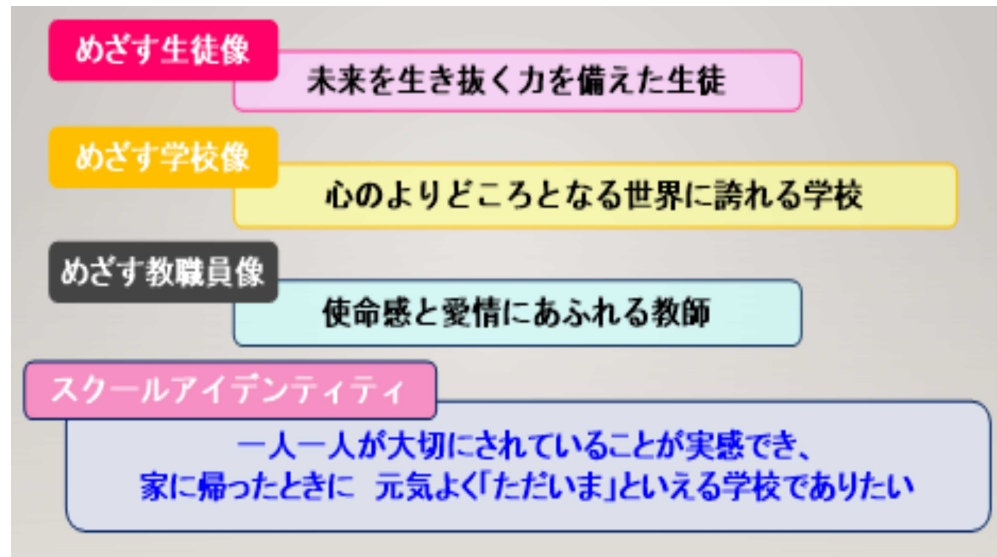 めざす生徒像
未来を生き抜く力を備えた生徒
めざす学校像
心のよりどころとなる世界に誇れる学校
めざす教職員像
使命感と愛情にあふれる教師
スクールアイデンティティ
一人一人が大切にされていることが実感でき、
家に帰ったときに 元気よく「ただいま」といえる学校でありたい